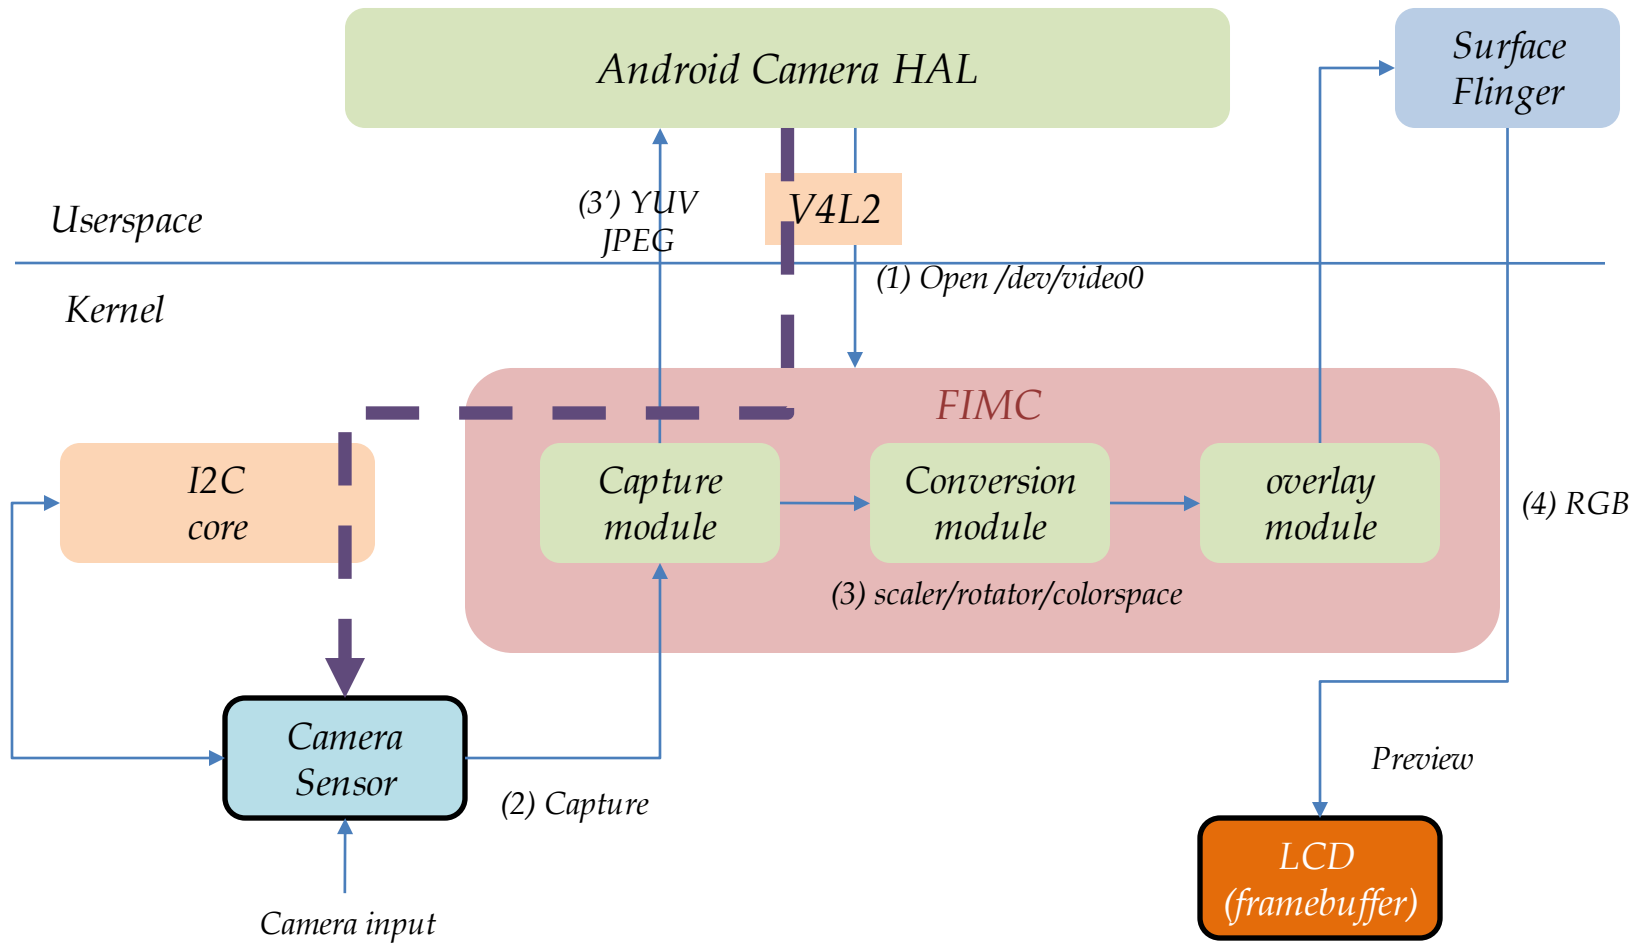 Android Camera HAL
Surface
Flinger
(3') YUV
JPEG
V4L2
Userspace
(1) Open /dev/video0
Kernel
FIMC
I2C
core
Capture
module
Conversion
module
overlay
module
(4) RGB
(3) scaler/rotator/colorspace
Camera
Sensor
(2) Capture
Preview
LCD
(framebuffer)
Camera input